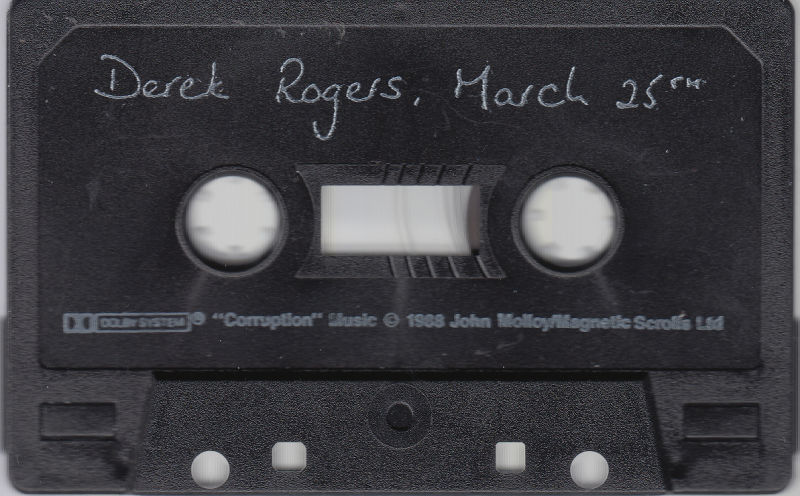 Derek Rogers, March 25TH
DOLBY SYSTEM ® "Corruption" Music © 1988 John Molloy/Magnetic Scrolls Ltd